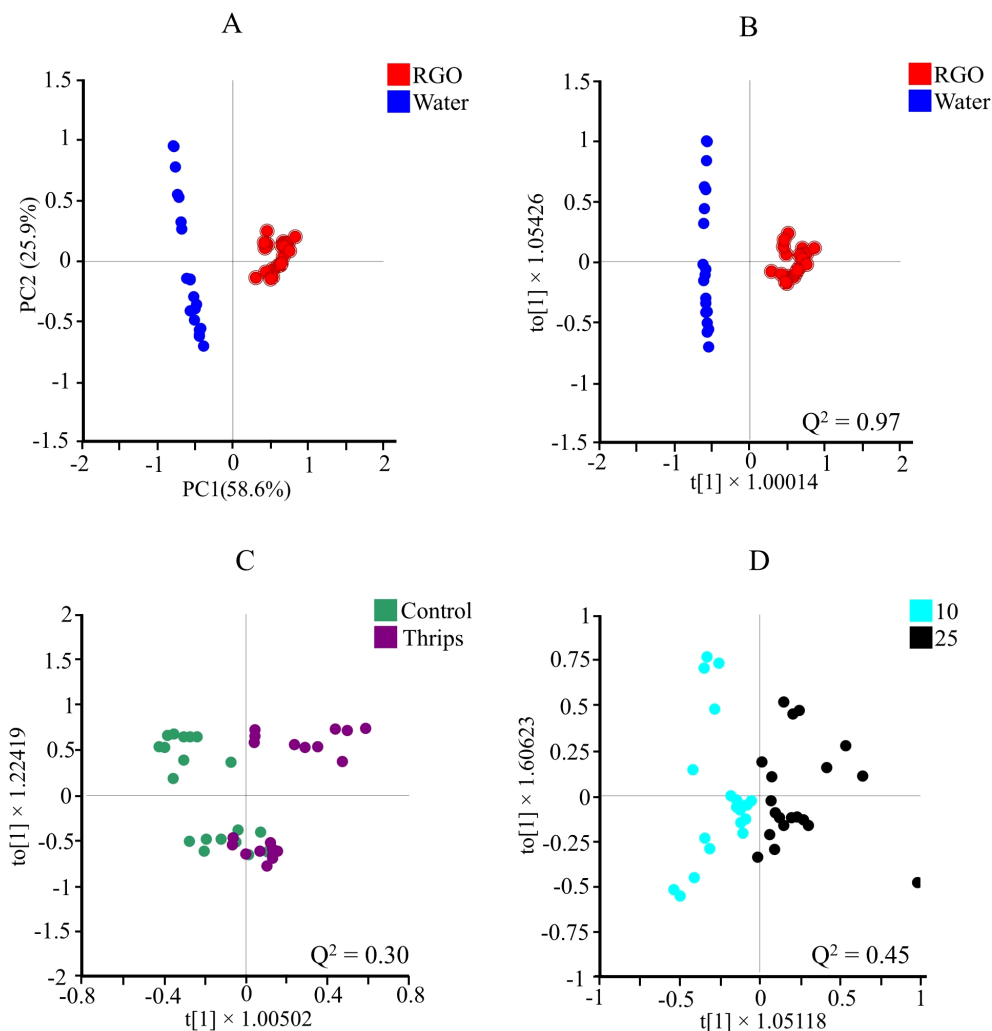 A
RGO
Water
1.5
1
0.5
0
-0.5
-1
-1.5
-2
-1
0
1
2
PC2 (25.9%)
PC1(58.6%)
B
RGO
Water
1.5
1
0.5
0
-0.5
-1
-1.5
-2
-1
0
1
2
to[1] × 1.05426
t[1] × 1.00014
Q² = 0.97
C
Control
Thrips
2
1.5
1
0.5
0
-0.5
-1
-1.5
-2
-0.8
-0.4
0
0.4
0.8
to[1] × 1.22419
t[1] × 1.00502
Q² = 0.30
D
10
25
1
0.75
0.5
0.25
0
-0.25
-0.5
-0.75
-1
-1
-0.5
0
0.5
1
to[1] × 1.60623
t[1] × 1.05118
Q² = 0.45